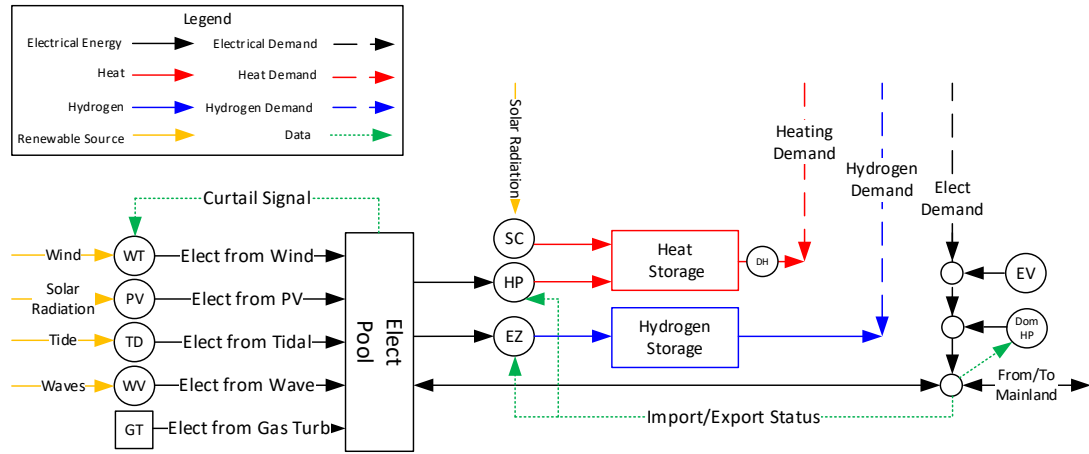 Legend
Electrical Energy
Electrical Demand
Heat
Heat Demand
Hydrogen
Hydrogen Demand
Renewable Source
Data
Solar Radiation
Heating
Demand
Hydrogen
Demand
Elect
Demand
Curtail Signal
Wind
WT
Elect from Wind
Solar
Radiation
PV
Elect from PV
Tide
TD
Elect from Tidal
Waves
WV
Elect from Wave
GT
Elect from Gas Turb
Elect
Pool
SC
HP
EZ
Heat
Storage
DH
Hydrogen
Storage
EV
Dom
HP
From/To
Mainland
Import/Export Status